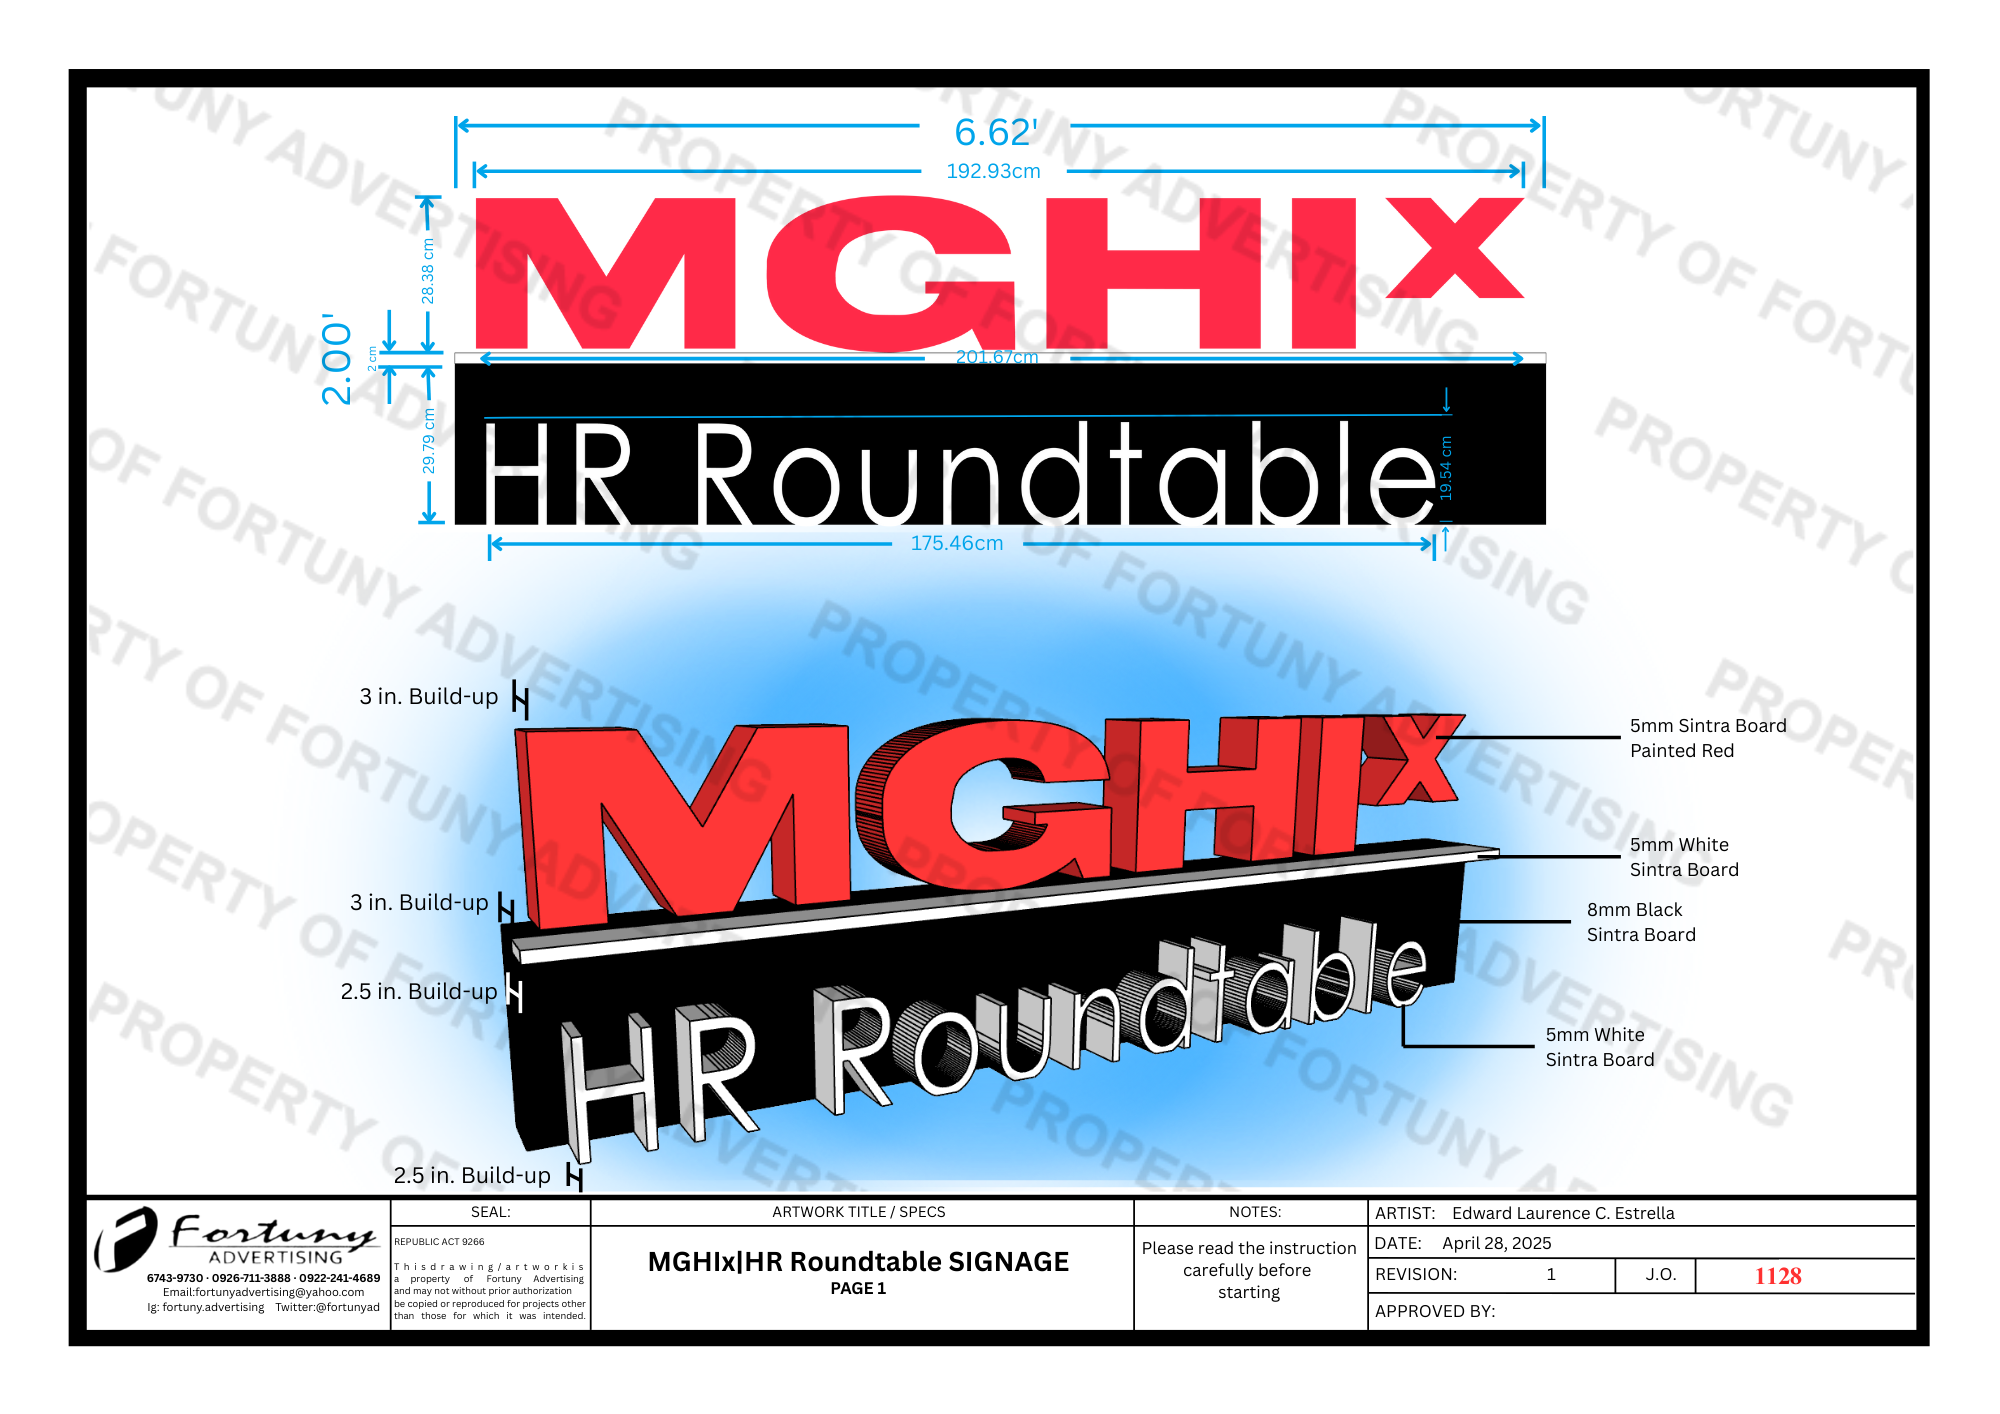 6.62'
192.93cm
MGHIx
28.38 cm
2.00'
2 cm
201.67cm
29.79 cm
HR Roundtable
19.54 cm
175.46cm
3 in. Build-up
MGHIx
5mm Sintra Board
Painted Red
5mm White
Sintra Board
3 in. Build-up
8mm Black
Sintra Board
2.5 in. Build-up
HR Roundtable
5mm White
Sintra Board
2.5 in. Build-up
PROPERTY OF FORTUNY ADVERTISING
Fortuny
ADVERTISING
6743-9730 · 0926-711-3888 · 0922-241-4689
Email:fortunyadvertising@yahoo.com
Ig: fortuny.advertising Twitter:@fortunyad
SEAL:
REPUBLIC ACT 9266
This drawing/artwork is
a property of Fortuny Advertising
and may not without prior authorization
be copied or reproduced for projects other
than those for which it was intended.
ARTWORK TITLE / SPECS
MGHIx|HR Roundtable SIGNAGE
PAGE 1
NOTES:
Please read the instruction
carefully before
starting
ARTIST: Edward Laurence C. Estrella
DATE: April 28, 2025
REVISION: 1 J.O. 1128
APPROVED BY: